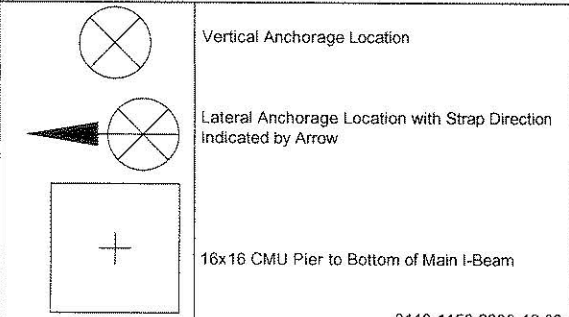 Vertical Anchorage Location
Lateral Anchorage Location with Strap Direction
Indicated by Arrow
16x16 CMU Pier to Bottom of Main I-Beam